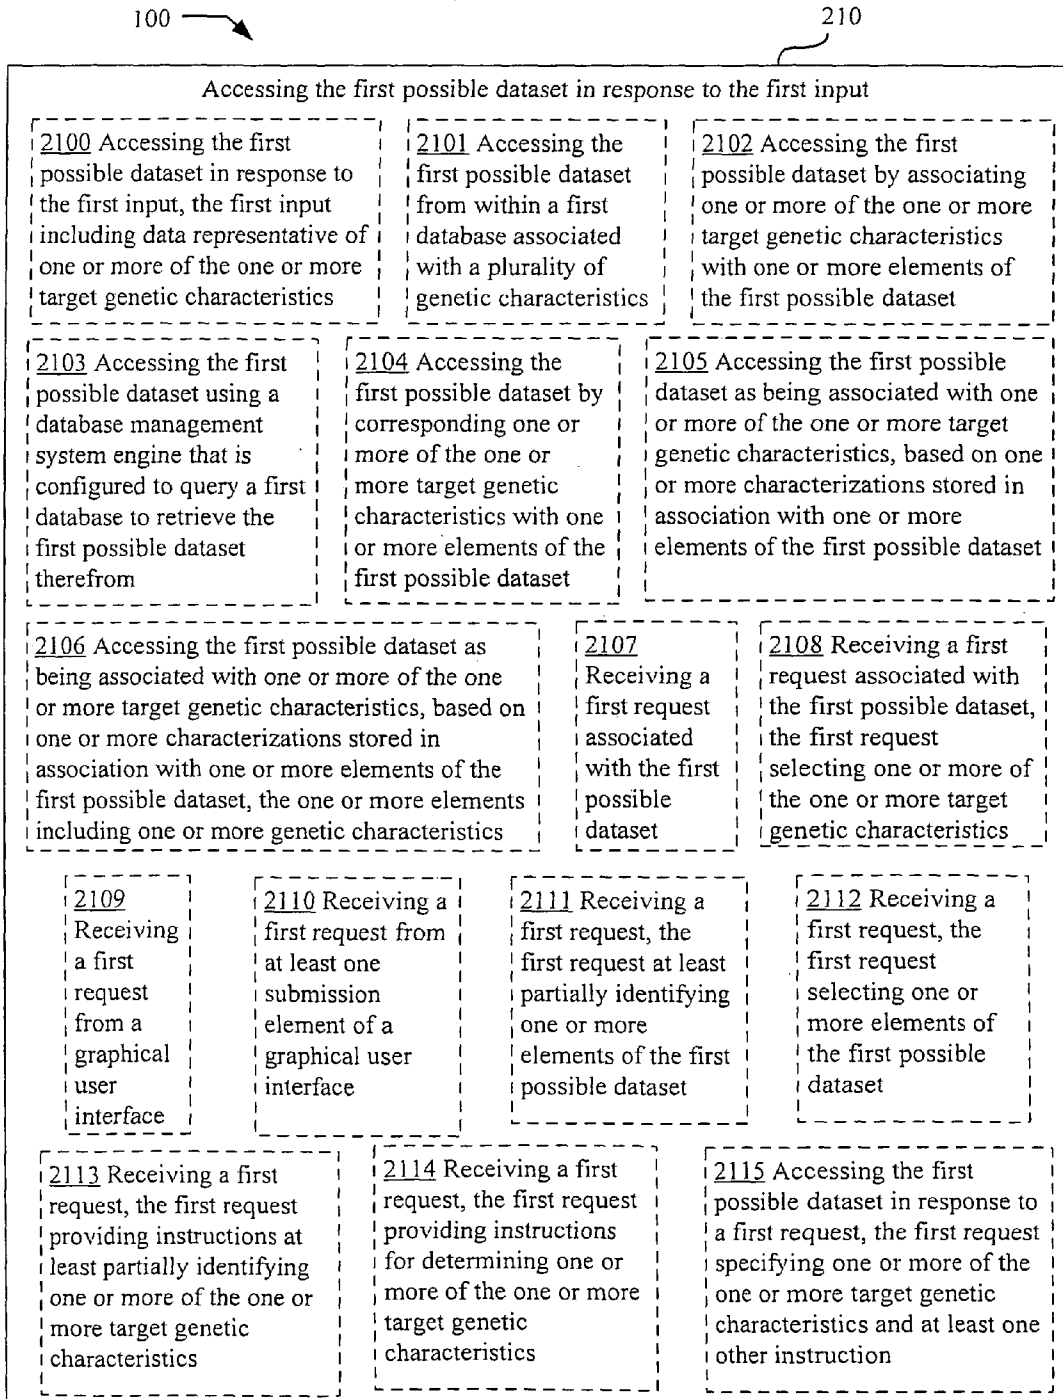 100
210
Accessing the first possible dataset in response to the first input
2100 Accessing the first
possible dataset in response to
the first input, the first input
including data representative of
one or more of the one or more
target genetic characteristics
2101 Accessing the
first possible dataset
from within a first
database associated
with a plurality of
genetic characteristics
2102 Accessing the first
possible dataset by associating
one or more of the one or more
target genetic characteristics
with one or more elements of
the first possible dataset
2103 Accessing the first
possible dataset using a
database management
system engine that is
configured to query a first
database to retrieve the
first possible dataset
therefrom
2104 Accessing the
first possible dataset by
corresponding one or
more of the one or
more target genetic
characteristics with one
or more elements of the
first possible dataset
2105 Accessing the first possible
dataset as being associated with one
or more of the one or more target
genetic characteristics, based on one
or more characterizations stored in
association with one or more
elements of the first possible dataset
2106 Accessing the first possible dataset as
being associated with one or more of the one
or more target genetic characteristics, based on
one or more characterizations stored in
association with one or more elements of the
first possible dataset, the one or more elements
including one or more genetic characteristics
2107
Receiving a
first request
associated
with the first
possible
dataset
2108 Receiving a first
request associated with
the first possible dataset,
the first request
selecting one or more of
the one or more target
genetic characteristics
2109
Receiving
a first
request
from a
graphical
user
interface
2110 Receiving a
first request from
at least one
submission
element of a
graphical user
interface
2111 Receiving a
first request, the
first request at least
partially identifying
one or more
elements of the first
possible dataset
2112 Receiving a
first request, the
first request
selecting one or
more elements of
the first possible
dataset
2113 Receiving a first
request, the first request
providing instructions at
least partially identifying
one or more of the one or
more target genetic
characteristics
2114 Receiving a first
request, the first request
providing instructions
for determining one or
more of the one or more
target genetic
characteristics
2115 Accessing the first
possible dataset in response to
a first request, the first request
specifying one or more of the
one or more target genetic
characteristics and at least one
other instruction